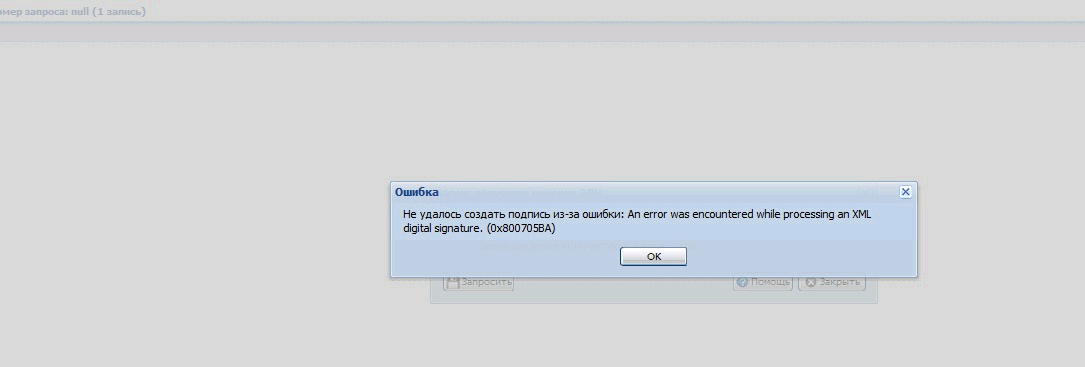 омер запроса: null (1 запись)
Ошибка
Не удалось создать подпись из-за ошибки: An error was encountered while processing an XML
digital signature. (0x800705BA)
OK
Запросить Помощь Закрыть